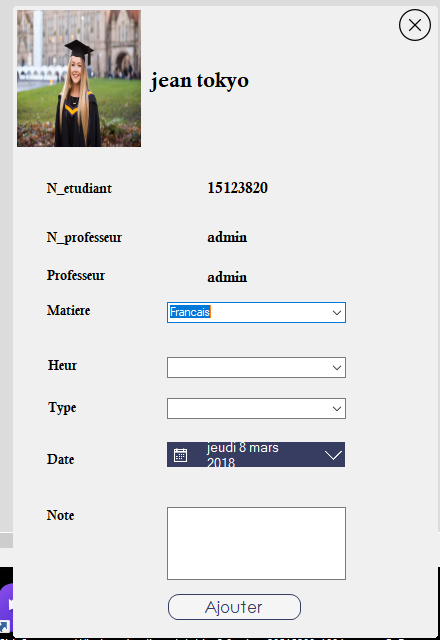 jean tokyo
N_etudiant 15123820
N_professeur admin
Professeur admin
Matiere Francais
Heur
Type
Date jeudi 8 mars
2018
Note
Ajouter